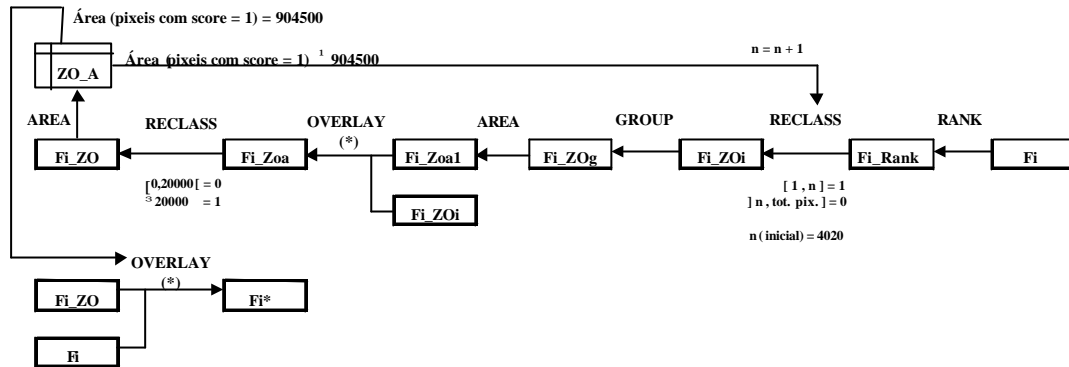 Área (pixeis com score = 1) = 904500
Área (pixeis com score = 1) ¹ 904500
n = n + 1
ZO_A
AREA
RECLASS
OVERLAY
(*)
AREA
GROUP
RECLASS
RANK
Fi_ZO
Fi_Zoa
Fi_Zoa1
Fi_ZOg
Fi_ZOi
Fi_Rank
Fi
[0,20000[ = 0
³ 20000 = 1
Fi_ZOi
[ 1 , n ] = 1
] n , tot. pix. ] = 0
n ( inicial) = 4020
OVERLAY
(*)
Fi_ZO
Fi*
Fi